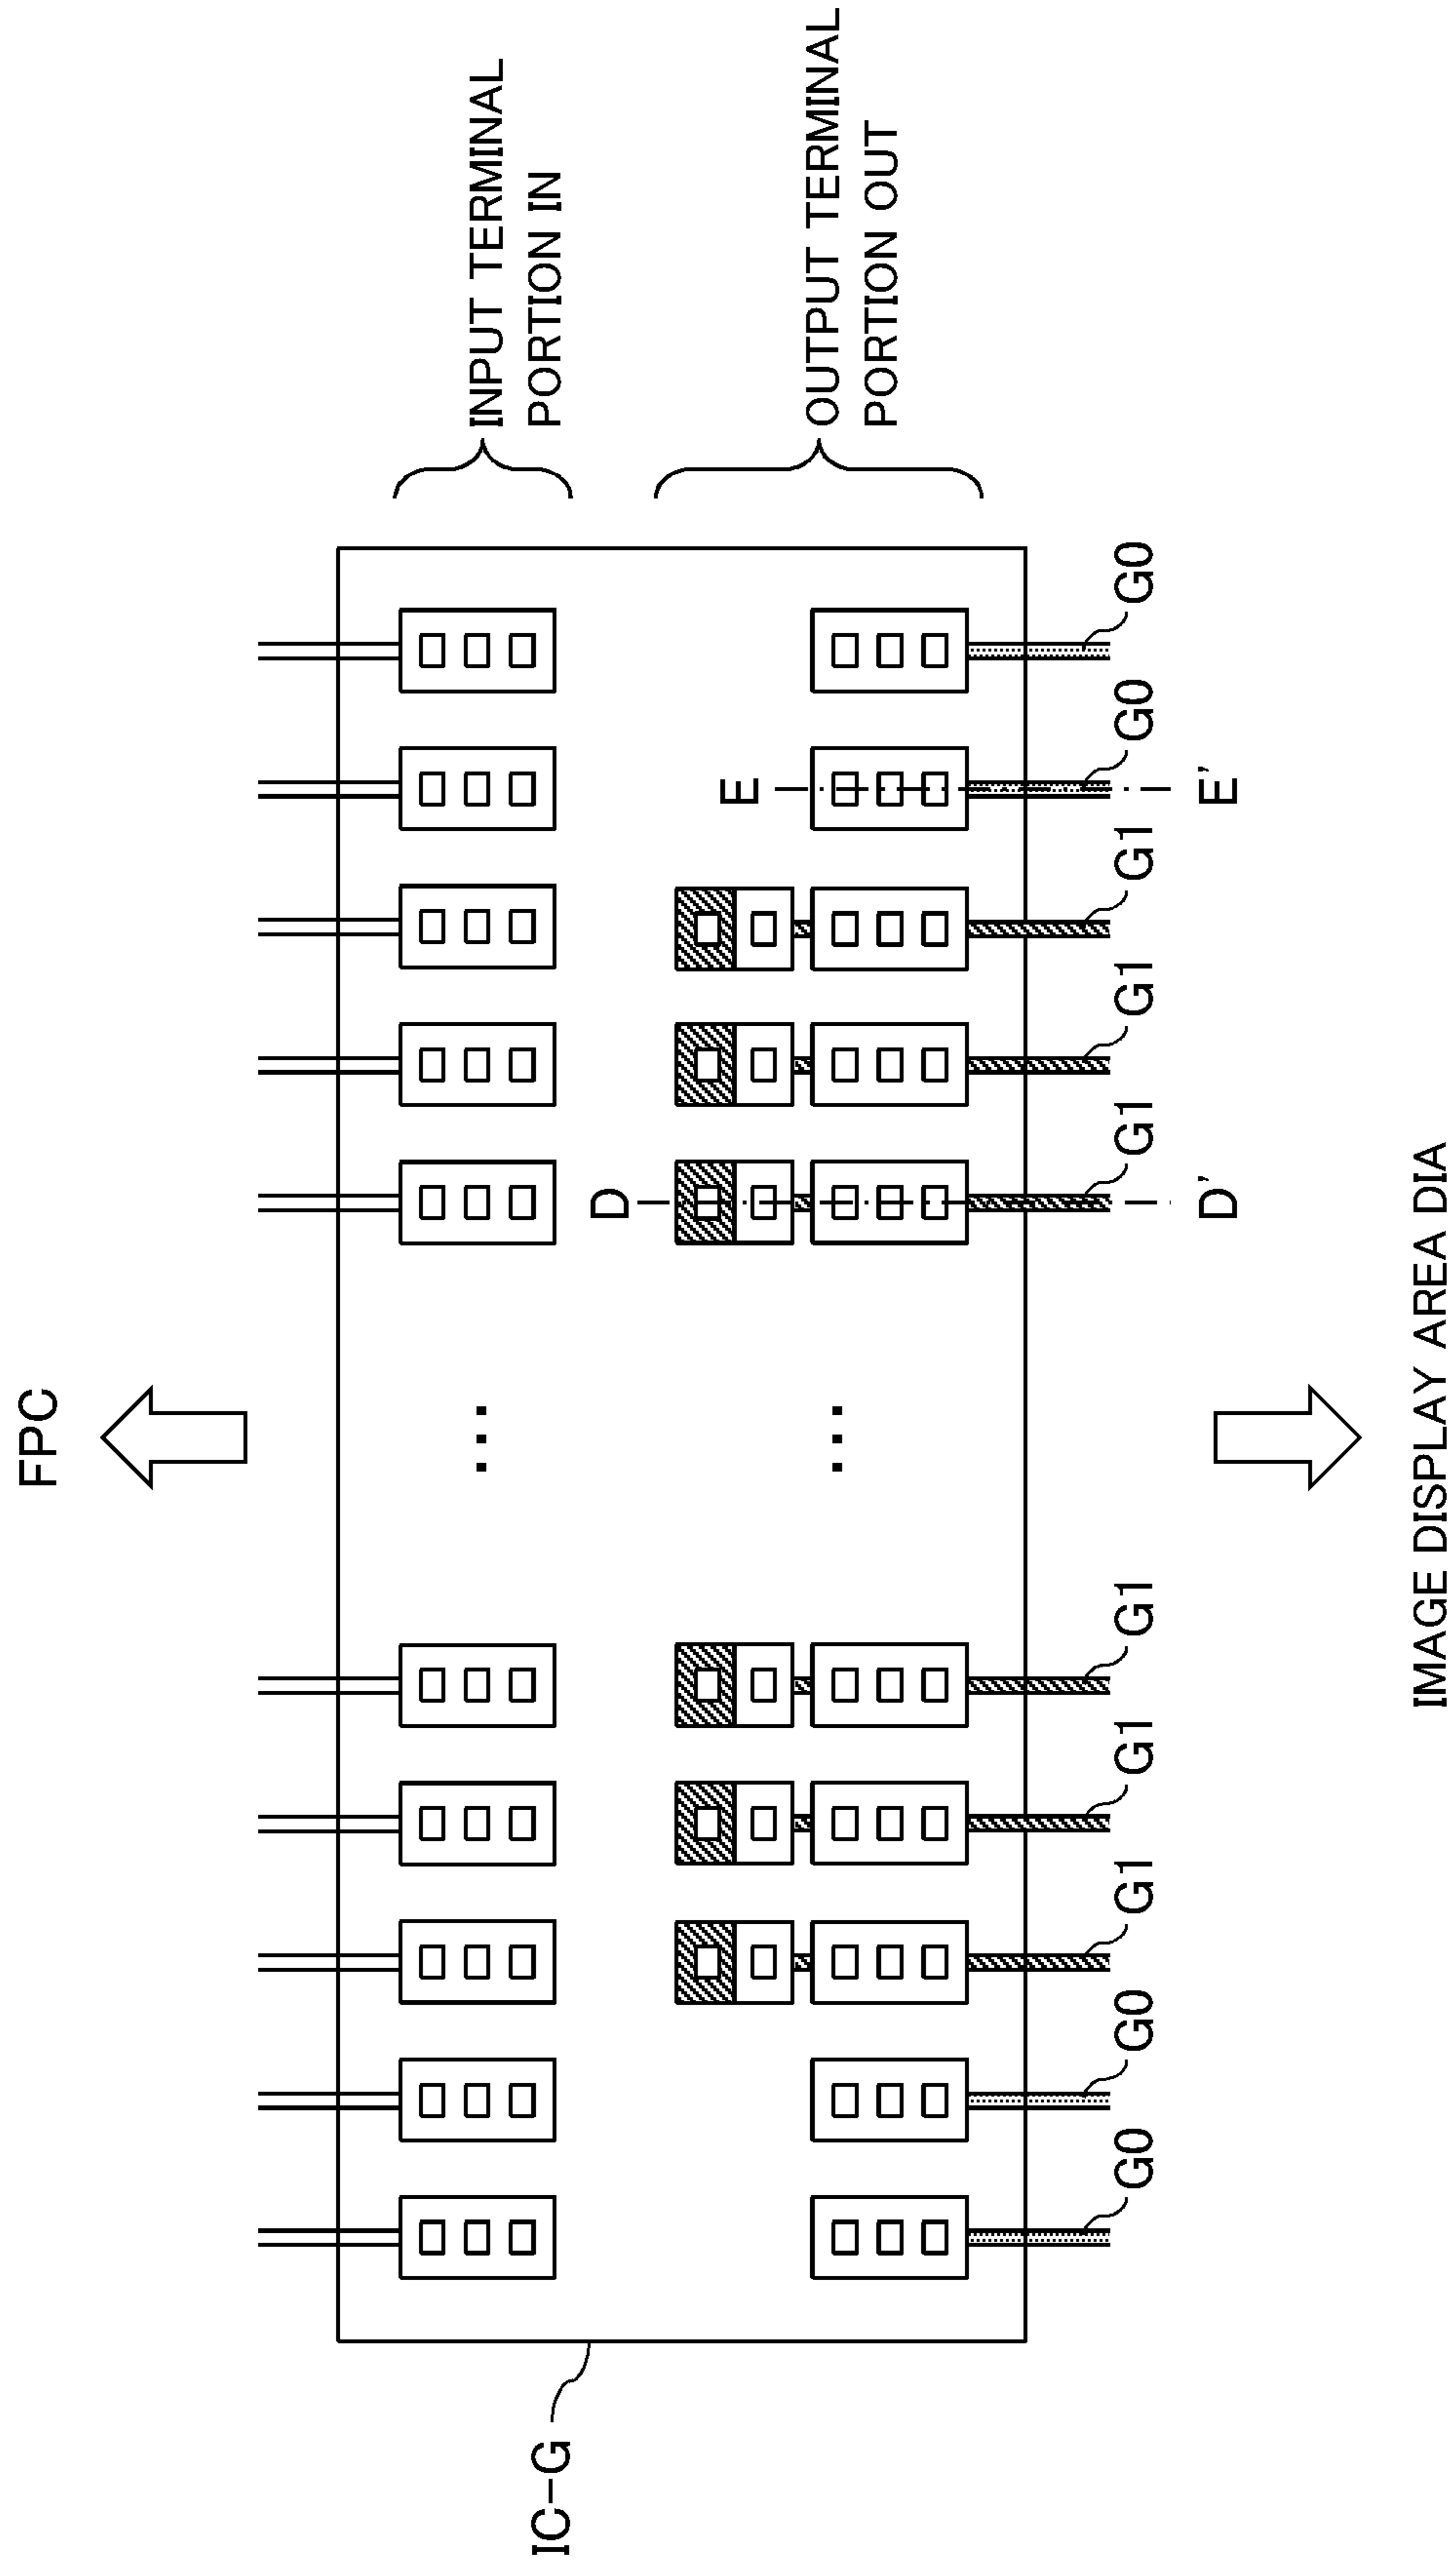 FPC
INPUT TERMINAL
PORTION IN
IC-G
D
E
OUTPUT TERMINAL
PORTION OUT
G0 G0 G1 G1 G1 G1 G1 G1 G0 G0
D' E'
IMAGE DISPLAY AREA DIA